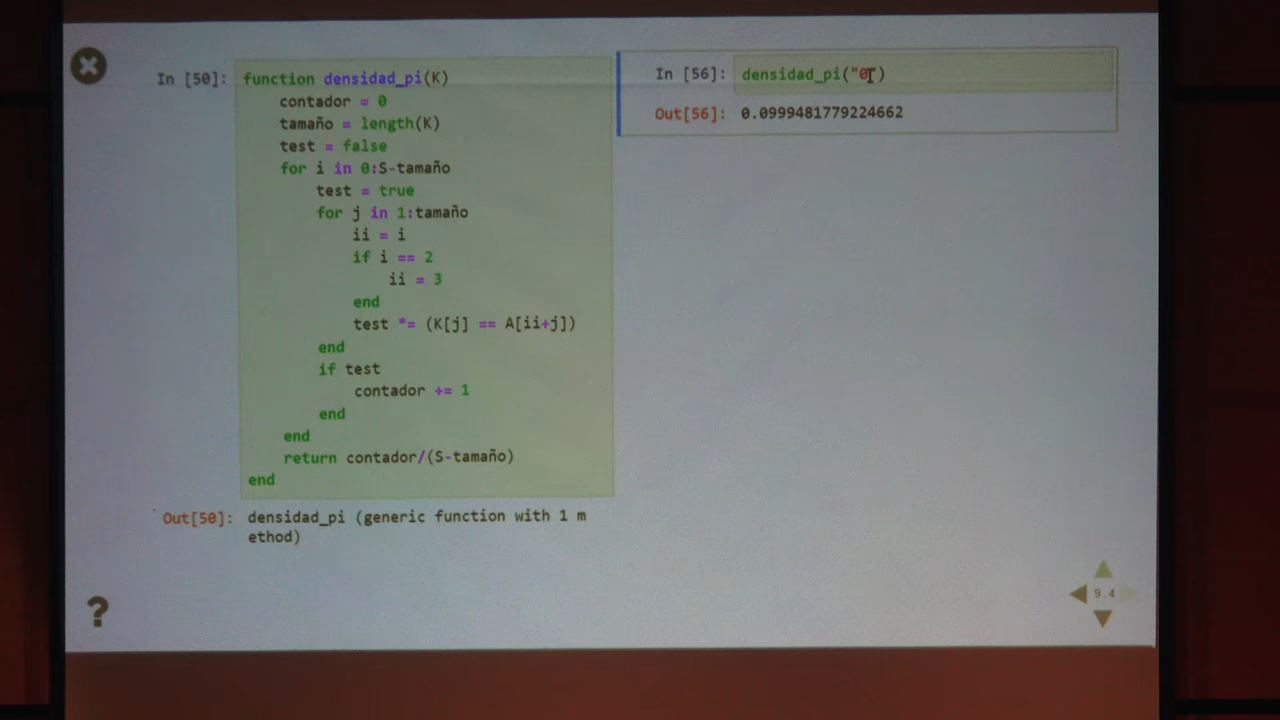 In [50]: function densidad_pi(K)
contador = 0
tamaño = length(K)
test = false
for i in 0:S-tamaño
test = true
for j in 1:tamaño
ii = i
if i == 2
ii = 3
end
test *= (K[j] == A[ii+j])
end
if test
contador += 1
end
end
return contador/(S-tamaño)
end
Out[50]: densidad_pi (generic function with 1 m
ethod)
In [56]: densidad_pi("0")
Out[56]: 0.0999481779224662
?
9.4